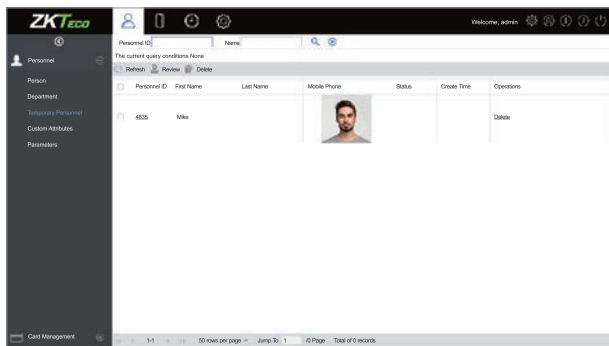 ZKTECO
Welcome, admin
Personnel ID
Name
The current query conditions None
Refresh Review Delete
Personnel ID First Name Last Name Mobile Phone Status Create Time Operations
4835 Mike Delete
Personnel
Person
Department
Temporary Personnel
Custom Attributes
Parameters
Card Management
1-1 50 rows per page Jump To 1 /0 Page Total of 0 records